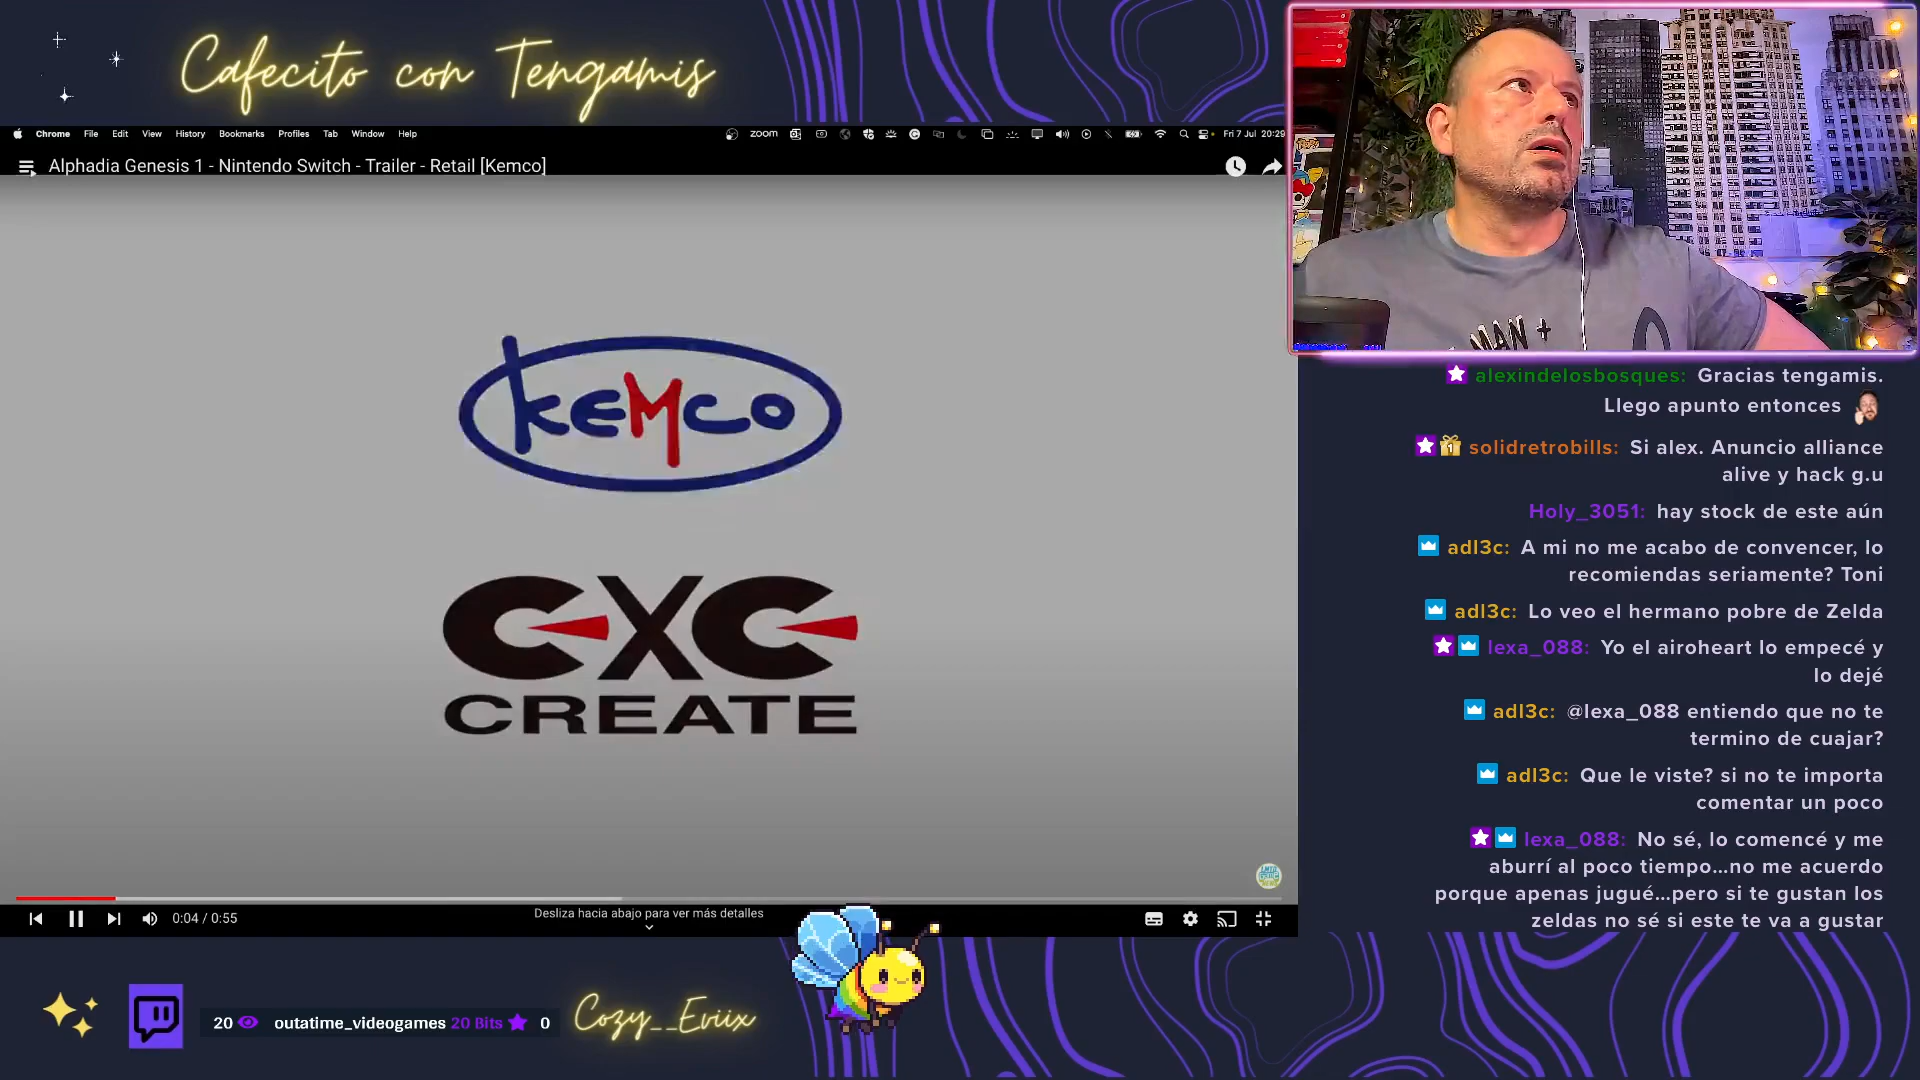 Cafecito con Tengamis
Chrome File Edit View History Bookmarks Profiles Tab Window Help
zoom
Fri 7 Jul 20:29
Alphadia Genesis 1 - Nintendo Switch - Trailer - Retail [Kemco]
KEMCO
CXC
CREATE
MAN +
alexindelosbosques: Gracias tengamis.
Llego apunto entonces
solidretrobills: Si alex. Anuncio alliance
alive y hack g.u
Holy_3051: hay stock de este aún
adl3c: A mi no me acabo de convencer, lo
recomiendas seriamente? Toni
adl3c: Lo veo el hermano pobre de Zelda
lexa_088: Yo el airoheart lo empecé y
lo dejé
adl3c: @lexa_088 entiendo que no te
termino de cuajar?
adl3c: Que le viste? si no te importa
comentar un poco
lexa_088: No sé, lo comencé y me
aburrí al poco tiempo...no me acuerdo
porque apenas jugué...pero si te gustan los
zeldas no sé si este te va a gustar
0:04 / 0:55
Desliza hacia abajo para ver más detalles
20 outatime_videogames 20 Bits 0
Cozy__Eviix